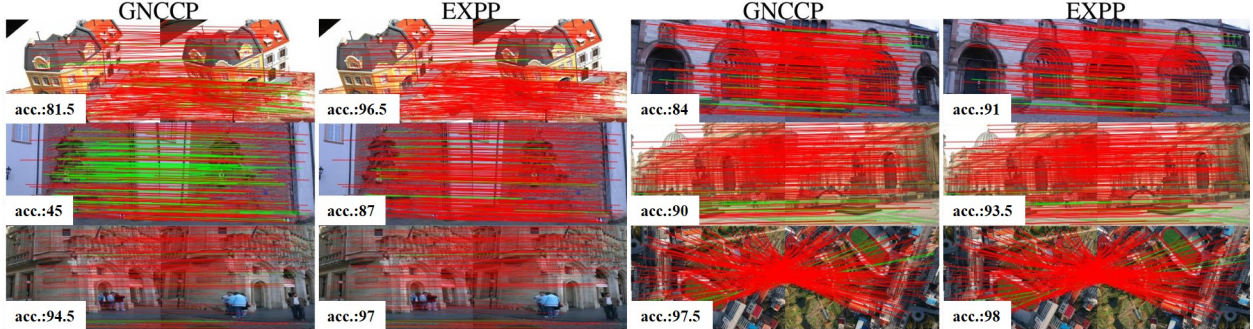 GNCCP EXPP GNCCP EXPP
acc.:81.5 acc.:96.5 acc.:84 acc.:91
acc.:45 acc.:87 acc.:90 acc.:93.5
acc.:94.5 acc.:97 acc.:97.5 acc.:98